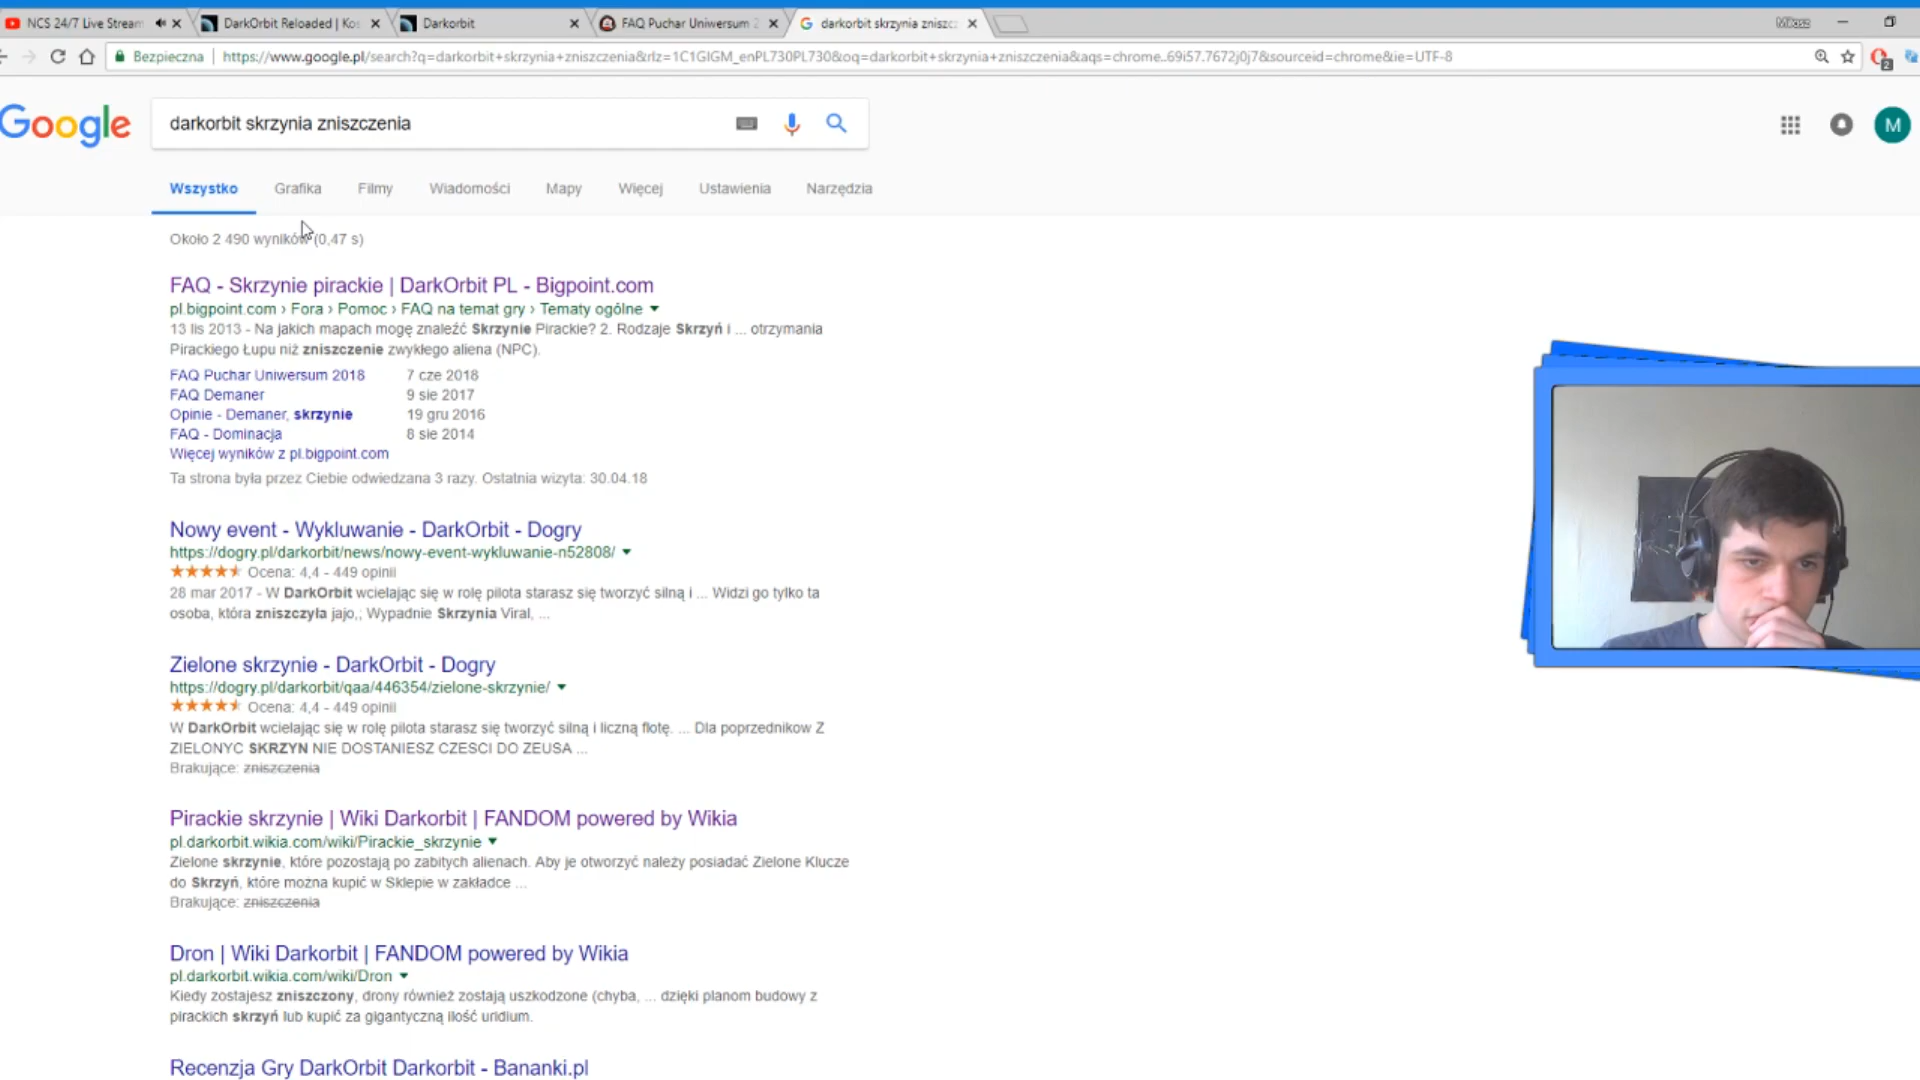 NCS 24/7 Live Stream
DarkOrbit Reloaded | Kos
Darkorbit
FAQ Puchar Uniwersum 2
darkorbit skrzynia zniszcz
Miłosz
Bezpieczna
https://www.google.pl/search?q=darkorbit+skrzynia+zniszczenia&rlz=1C1GIGM_enPL730PL730&oq=darkorbit+skrzynia+zniszczenia&aqs=chrome..69i57.7672j0j7&sourceid=chrome&ie=UTF-8
2
Google
darkorbit skrzynia zniszczenia
M
Wszystko Grafika Filmy Wiadomości Mapy Więcej Ustawienia Narzędzia
Około 2 490 wyników (0,47 s)
FAQ - Skrzynie pirackie | DarkOrbit PL - Bigpoint.com
pl.bigpoint.com › Fora › Pomoc › FAQ na temat gry › Tematy ogólne
13 lis 2013 - Na jakich mapach mogę znaleźć Skrzynie Pirackie? 2. Rodzaje Skrzyń i ... otrzymania
Pirackiego Łupu niż zniszczenie zwykłego aliena (NPC).
FAQ Puchar Uniwersum 2018 7 cze 2018
FAQ Demaner 9 sie 2017
Opinie - Demaner, skrzynie 19 gru 2016
FAQ - Dominacja 8 sie 2014
Więcej wyników z pl.bigpoint.com
Ta strona była przez Ciebie odwiedzana 3 razy. Ostatnia wizyta: 30.04.18
Nowy event - Wykluwanie - DarkOrbit - Dogry
https://dogry.pl/darkorbit/news/nowy-event-wykluwanie-n52808/
Ocena: 4,4 - 449 opinii
28 mar 2017 - W DarkOrbit wcielając się w rolę pilota starasz się tworzyć silną i ... Widzi go tylko ta
osoba, która zniszczyla jajo,; Wypadnie Skrzynia Viral, ...
Zielone skrzynie - DarkOrbit - Dogry
https://dogry.pl/darkorbit/qaa/446354/zielone-skrzynie/
Ocena: 4,4 - 449 opinii
W DarkOrbit wcielając się w rolę pilota starasz się tworzyć silną i liczną flotę. ... Dla poprzednikow Z
ZIELONYC SKRZYN NIE DOSTANIESZ CZESCI DO ZEUSA ...
Brakujące: zniszczenia
Pirackie skrzynie | Wiki Darkorbit | FANDOM powered by Wikia
pl.darkorbit.wikia.com/wiki/Pirackie_skrzynie
Zielone skrzynie, które pozostają po zabitych alienach. Aby je otworzyć należy posiadać Zielone Klucze
do Skrzyń, które mozna kupić w Sklepie w zakładce ...
Brakujące: zniszczenia
Dron | Wiki Darkorbit | FANDOM powered by Wikia
pl.darkorbit.wikia.com/wiki/Dron
Kiedy zostajesz zniszczony, drony również zostają uszkodzone (chyba, ... dzięki planom budowy z
pirackich skrzyń lub kupić za gigantyczną ilość uridium.
Recenzja Gry DarkOrbit Darkorbit - Bananki.pl